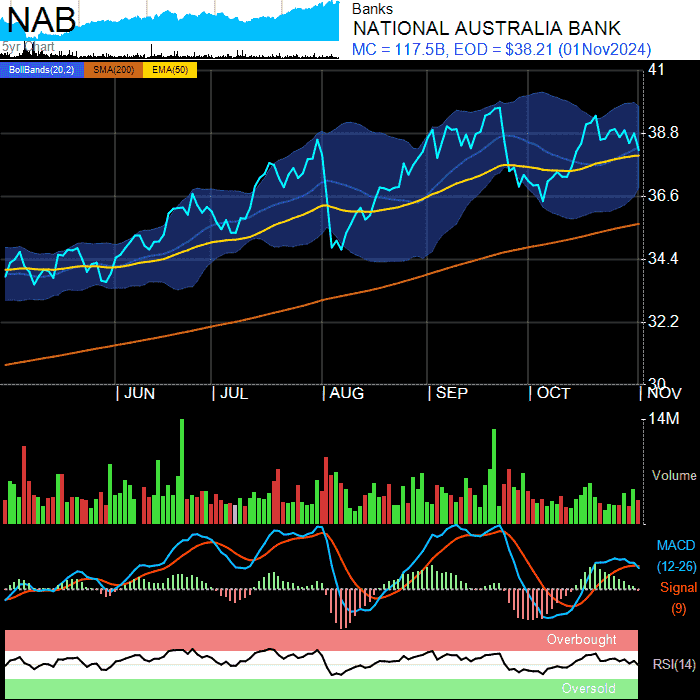 NAB
5yr Chart
Banks
NATIONAL AUSTRALIA BANK
MC = 117.5B, EOD = $38.21 (01Nov2024)
BollBands(20,2) SMA(200) EMA(50)
41
38.8
36.6
34.4
32.2
30
JUN JUL AUG SEP OCT NOV
14M
Volume
MACD
(12-26)
Signal
(9)
Overbought
RSI(14)
Oversold